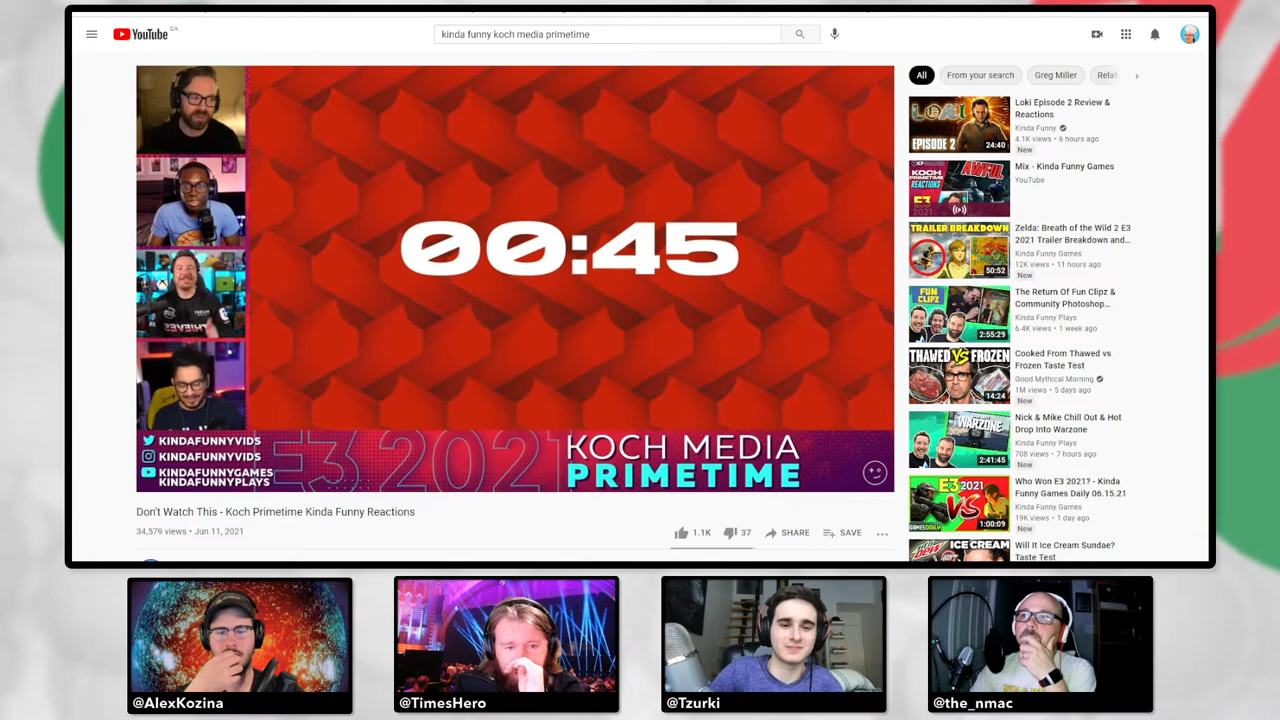 YouTube CA
kinda funny koch media primetime
00:45
KINDAFUNNYVIDS
KINDAFUNNYVIDS
KINDAFUNNYGAMES
KINDAFUNNYPLAYS
E3 2021
KOCH MEDIA
PRIMETIME
Don't Watch This - Koch Primetime Kinda Funny Reactions
34,579 views • Jun 11, 2021
1.1K
37
SHARE
SAVE
All
From your search
Greg Miller
LOKI
EPISODE 2
24:40
Loki Episode 2 Review &
Reactions
Kinda Funny
4.1K views • 6 hours ago
New
KOCH
PRIMETIME
REACTIONS
AWFUL
E3
2021
Mix - Kinda Funny Games
YouTube
TRAILER BREAKDOWN
50:52
Zelda: Breath of the Wild 2 E3
2021 Trailer Breakdown and...
Kinda Funny Games
12K views • 11 hours ago
New
FUN
CLIPZ
2:55:29
The Return Of Fun Clipz &
Community Photoshop...
Kinda Funny Plays
6.4K views • 1 week ago
THAWED VS FROZEN
14:24
Cooked From Thawed vs
Frozen Taste Test
Good Mythical Morning
1M views • 5 days ago
New
WARZONE
2:41:45
Nick & Mike Chill Out & Hot
Drop Into Warzone
Kinda Funny Plays
708 views • 7 hours ago
New
E3 2021
VS
GAMESDAILY
1:00:09
Who Won E3 2021? - Kinda
Funny Games Daily 06.15.21
Kinda Funny Games
19K views • 1 day ago
New
ICE CREAM
Will It Ice Cream Sundae?
Taste Test
@AlexKozina
@TimesHero
@Tzurki
@the_nmac